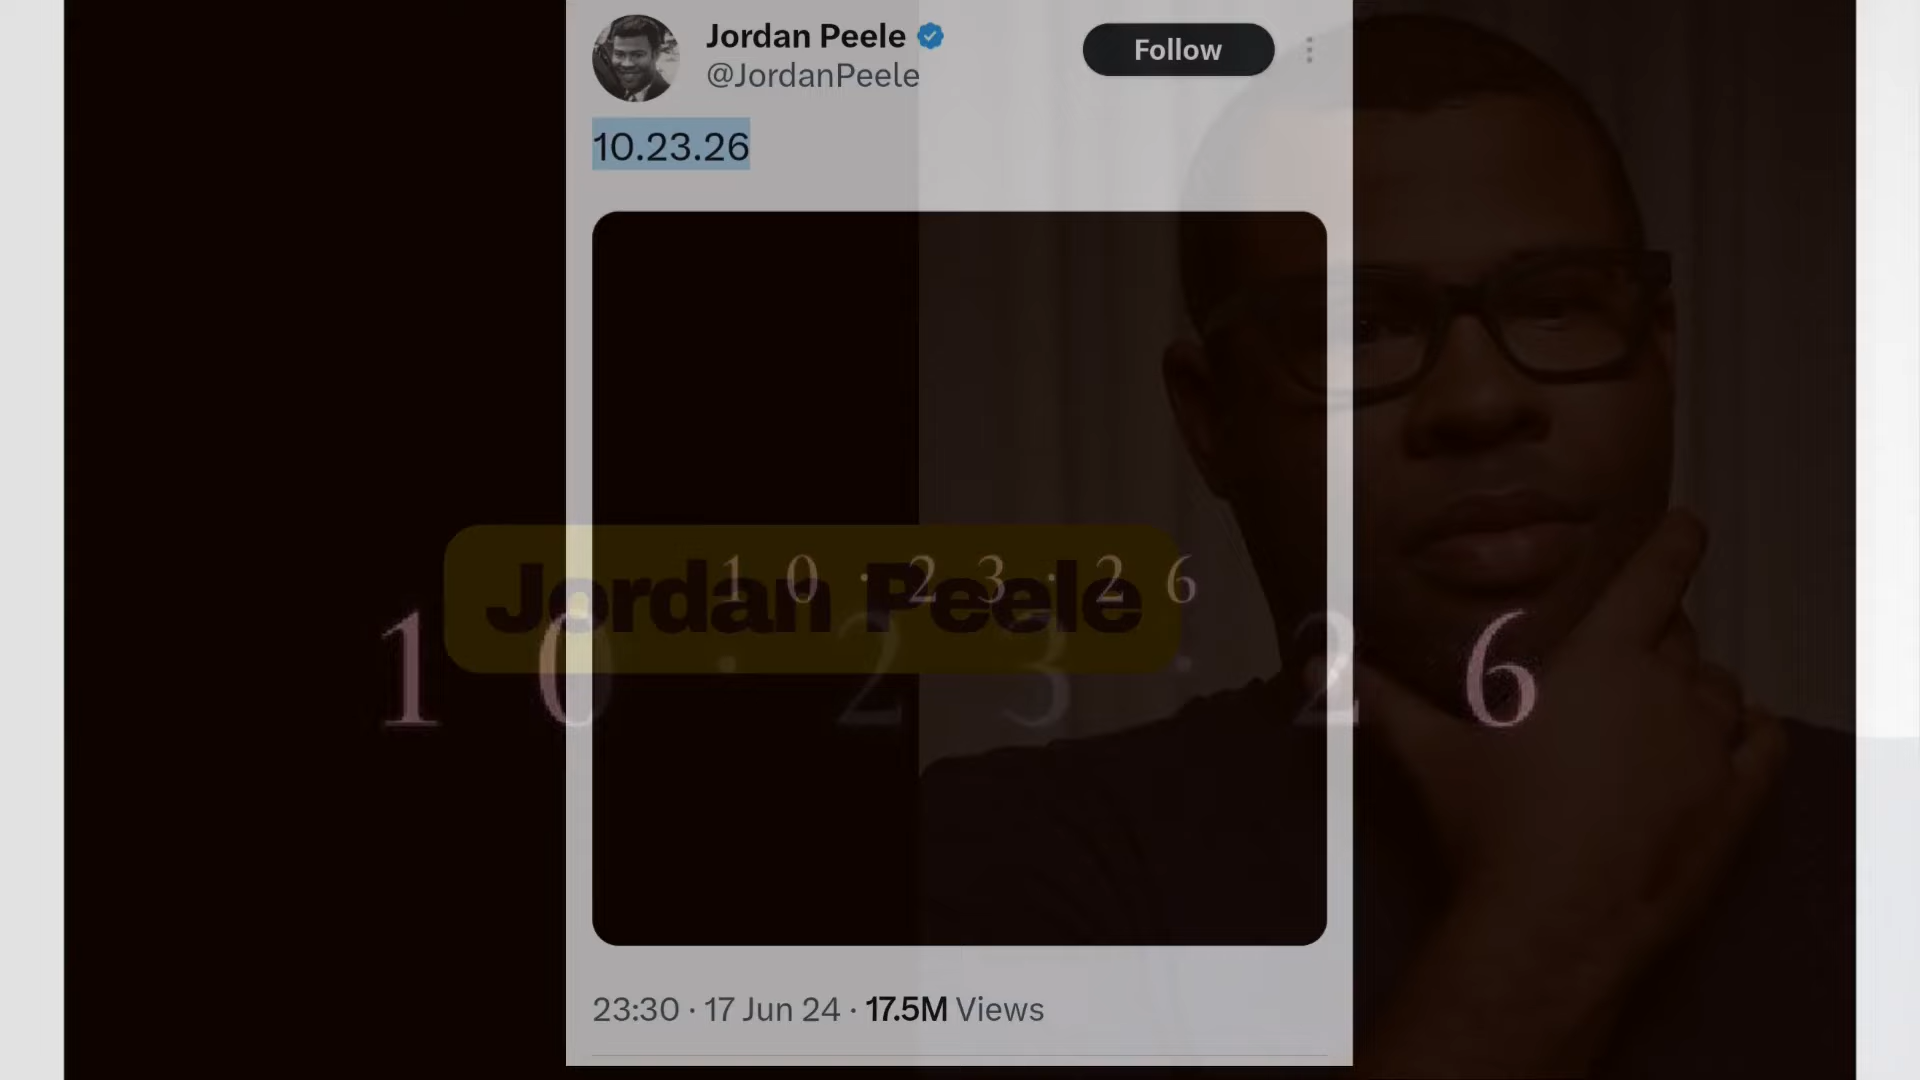 Jordan Peele
Follow
@JordanPeele
10.23.26
10·23·26
Jordan Peele
10·23·26
23:30 · 17 Jun 24 · 17.5M Views